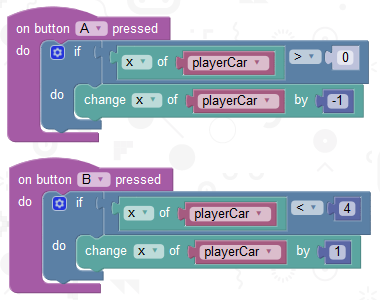 on button A pressed
do if x of playerCar > 0
do change x of playerCar by -1
on button B pressed
do if x of playerCar < 4
do change x of playerCar by 1